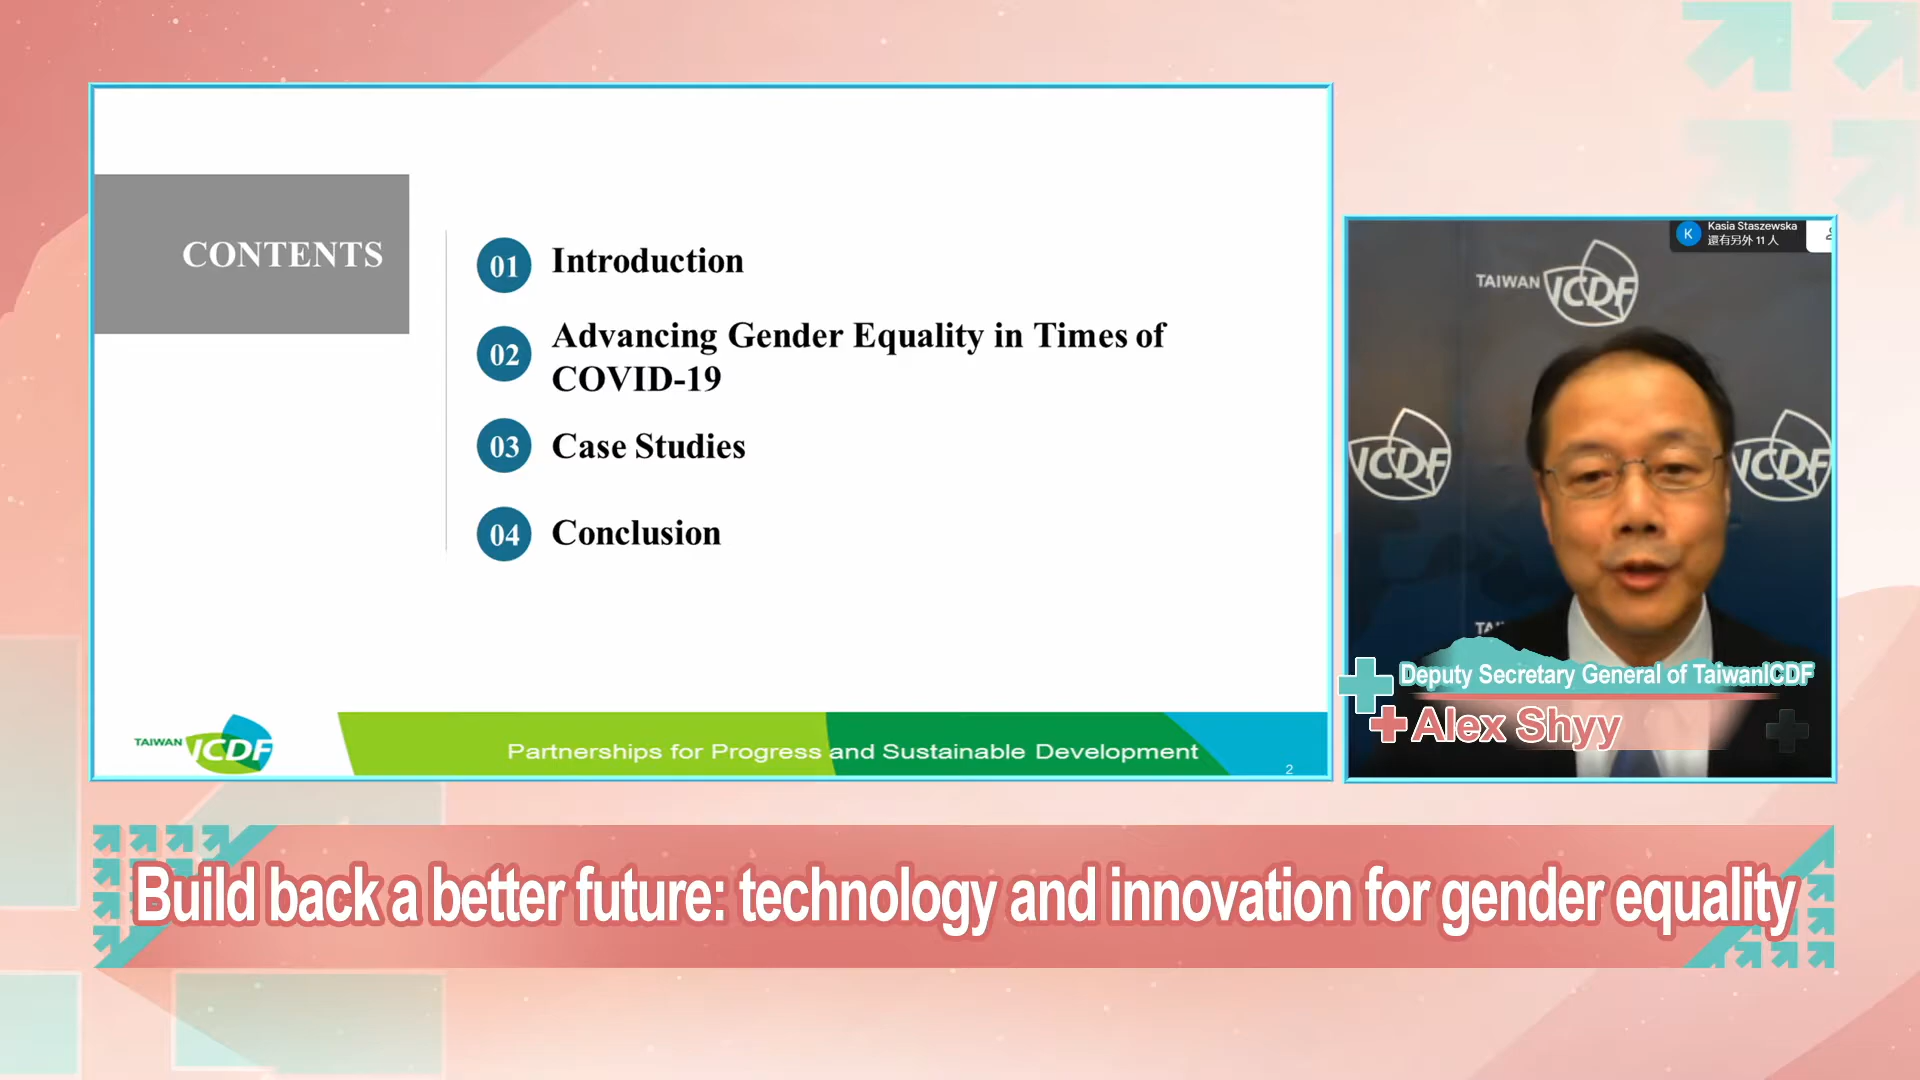 CONTENTS
01 Introduction
02 Advancing Gender Equality in Times of
COVID-19
03 Case Studies
04 Conclusion
TAIWAN ICDF
Partnerships for Progress and Sustainable Development
2
K Kasia Staszewska
還有另外 11 人
TAIWAN ICDF
ICDF
ICDF
TAI
Deputy Secretary General of TaiwanICDF
Alex Shyy
Build back a better future: technology and innovation for gender equality